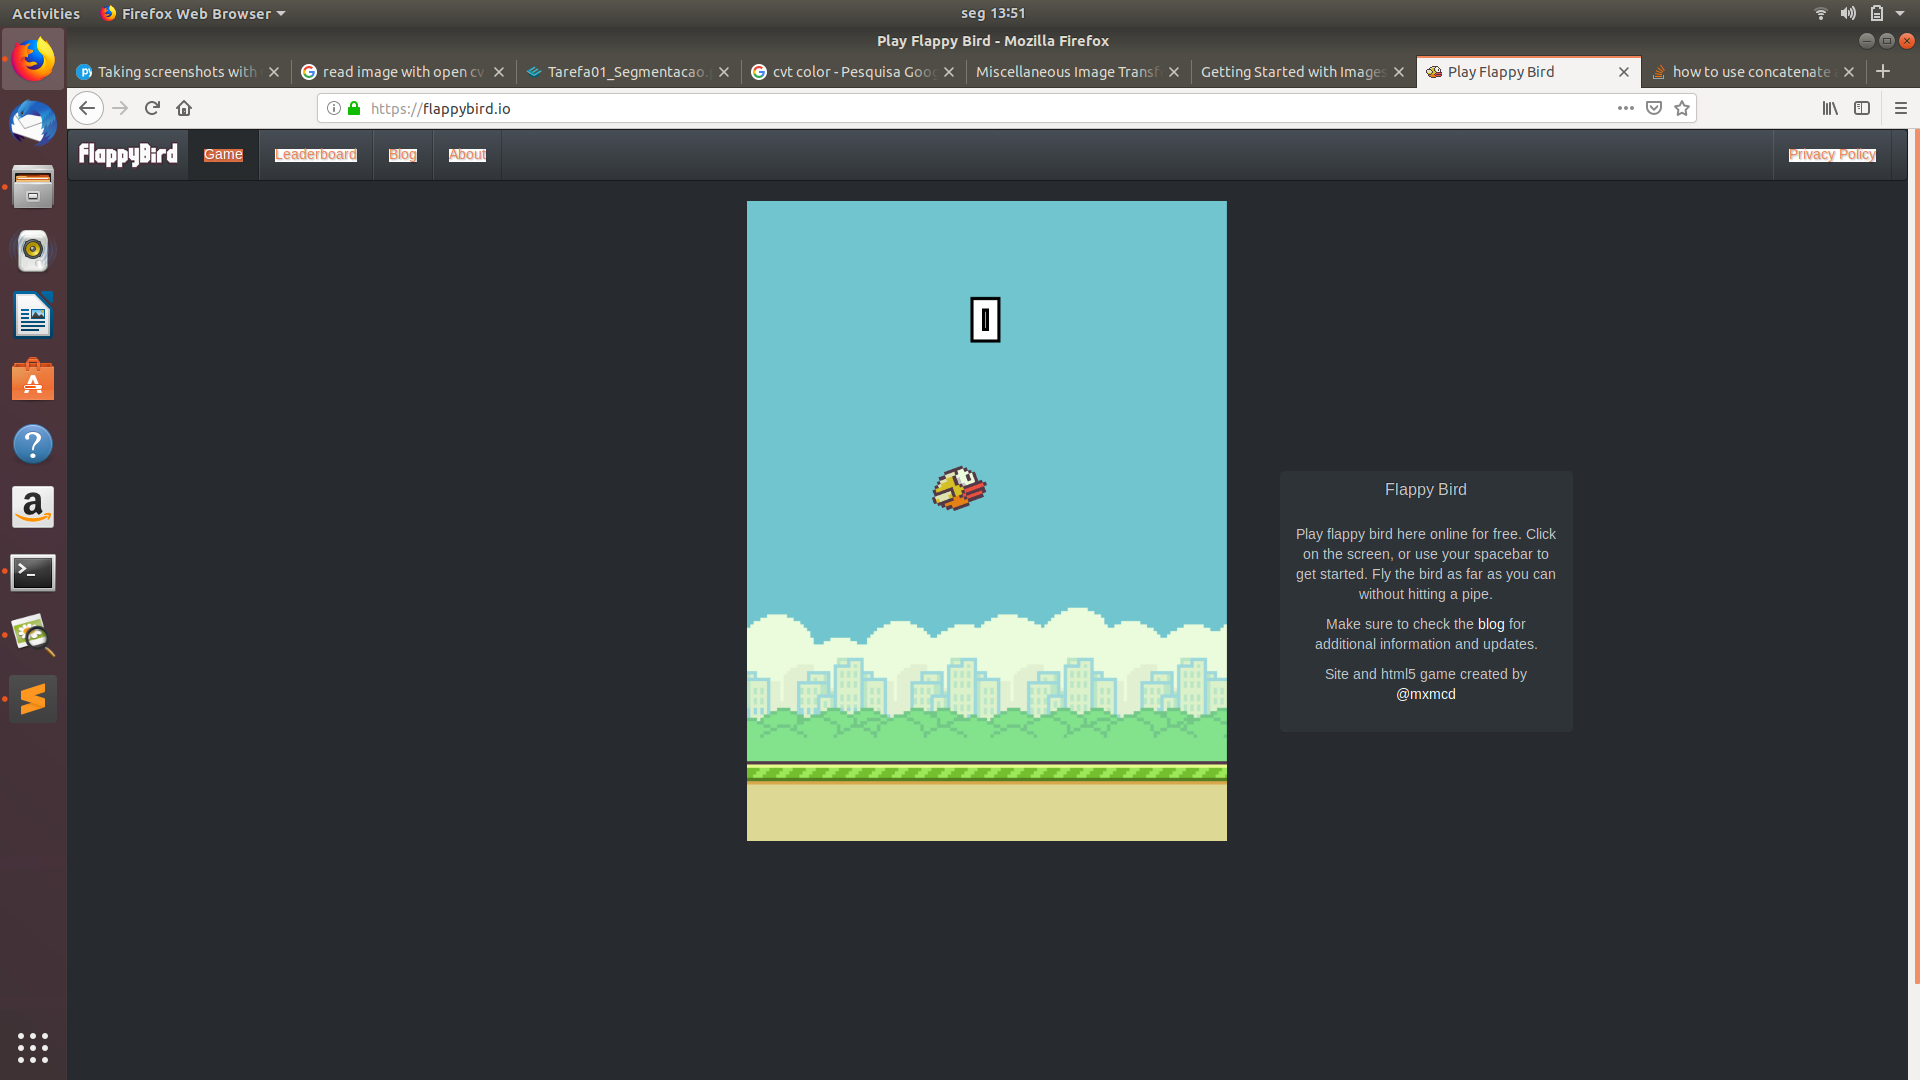 Activities
Firefox Web Browser
seg 13:51
Play Flappy Bird - Mozilla Firefox
Taking screenshots with
read image with open cv
Tarefa01_Segmentacao.
cvt color - Pesquisa Goog
Miscellaneous Image Transf
Getting Started with Images
Play Flappy Bird
how to use concatenate
https://flappybird.io
FlappyBird
Game
Leaderboard
Blog
About
Privacy Policy
0
Flappy Bird
Play flappy bird here online for free. Click
on the screen, or use your spacebar to
get started. Fly the bird as far as you can
without hitting a pipe.
Make sure to check the blog for
additional information and updates.
Site and html5 game created by
@mxmcd